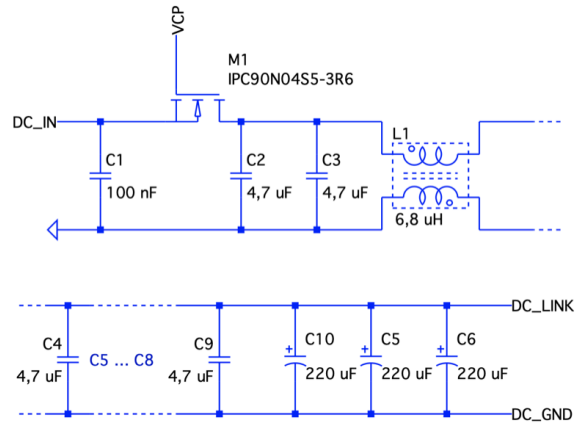 VCP
M1
IPC90N04S5-3R6
DC_IN
C1
100 nF
C2
4,7 uF
C3
4,7 uF
L1
6,8 uH
DC_LINK
C4
4,7 uF
C5 ... C8
C9
4,7 uF
+
C10
220 uF
+
C5
220 uF
+
C6
220 uF
DC_GND